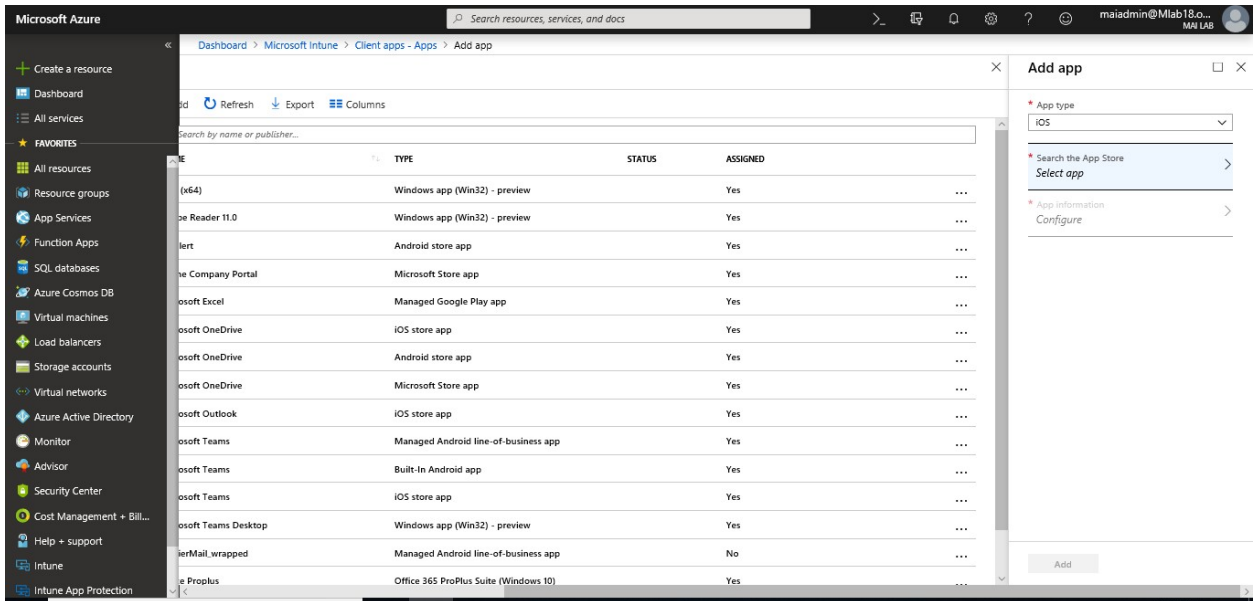 Microsoft Azure
Search resources, services, and docs
maiadmin@Mlab18.o...
MAI LAB
Dashboard > Microsoft Intune > Client apps - Apps > Add app
Create a resource
Dashboard
All services
FAVORITES
All resources
Resource groups
App Services
Function Apps
SQL databases
Azure Cosmos DB
Virtual machines
Load balancers
Storage accounts
Virtual networks
Azure Active Directory
Monitor
Advisor
Security Center
Cost Management + Bill...
Help + support
Intune
Intune App Protection
dd Refresh Export Columns
Search by name or publisher...
E TYPE STATUS ASSIGNED
(x64) Windows app (Win32) - preview Yes ...
be Reader 11.0 Windows app (Win32) - preview Yes ...
lert Android store app Yes ...
ne Company Portal Microsoft Store app Yes ...
osoft Excel Managed Google Play app Yes ...
osoft OneDrive iOS store app Yes ...
osoft OneDrive Android store app Yes ...
osoft OneDrive Microsoft Store app Yes ...
osoft Outlook iOS store app Yes ...
osoft Teams Managed Android line-of-business app Yes ...
osoft Teams Built-In Android app Yes ...
osoft Teams iOS store app Yes ...
osoft Teams Desktop Windows app (Win32) - preview Yes ...
ierMail_wrapped Managed Android line-of-business app No ...
e Proplus Office 365 ProPlus Suite (Windows 10) Yes ...
Add app
* App type
iOS
* Search the App Store
Select app
* App information
Configure
Add